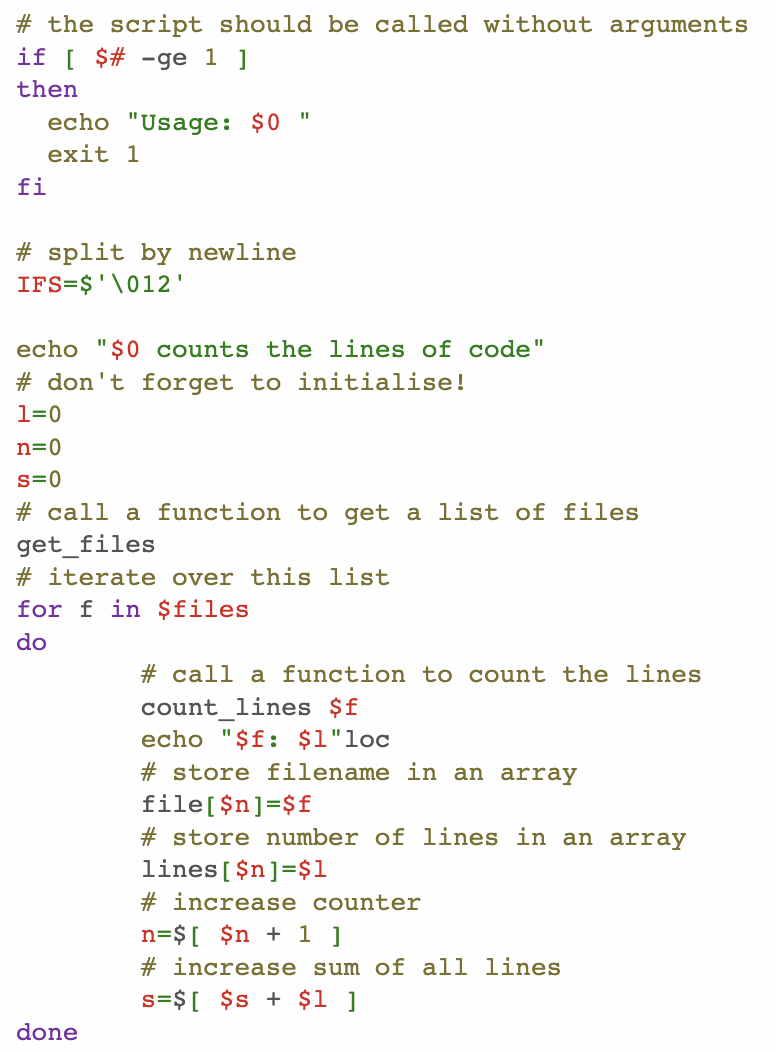 # the script should be called without arguments
if [ $# -ge 1 ]
then
  echo "Usage: $0 "
  exit 1
fi

# split by newline
IFS=$'\012'

echo "$0 counts the lines of code"
# don't forget to initialise!
l=0
n=0
s=0
# call a function to get a list of files
get_files
# iterate over this list
for f in $files
do
        # call a function to count the lines
        count_lines $f
        echo "$f: $l"loc
        # store filename in an array
        file[$n]=$f
        # store number of lines in an array
        lines[$n]=$l
        # increase counter
        n=$[ $n + 1 ]
        # increase sum of all lines
        s=$[ $s + $l ]
done